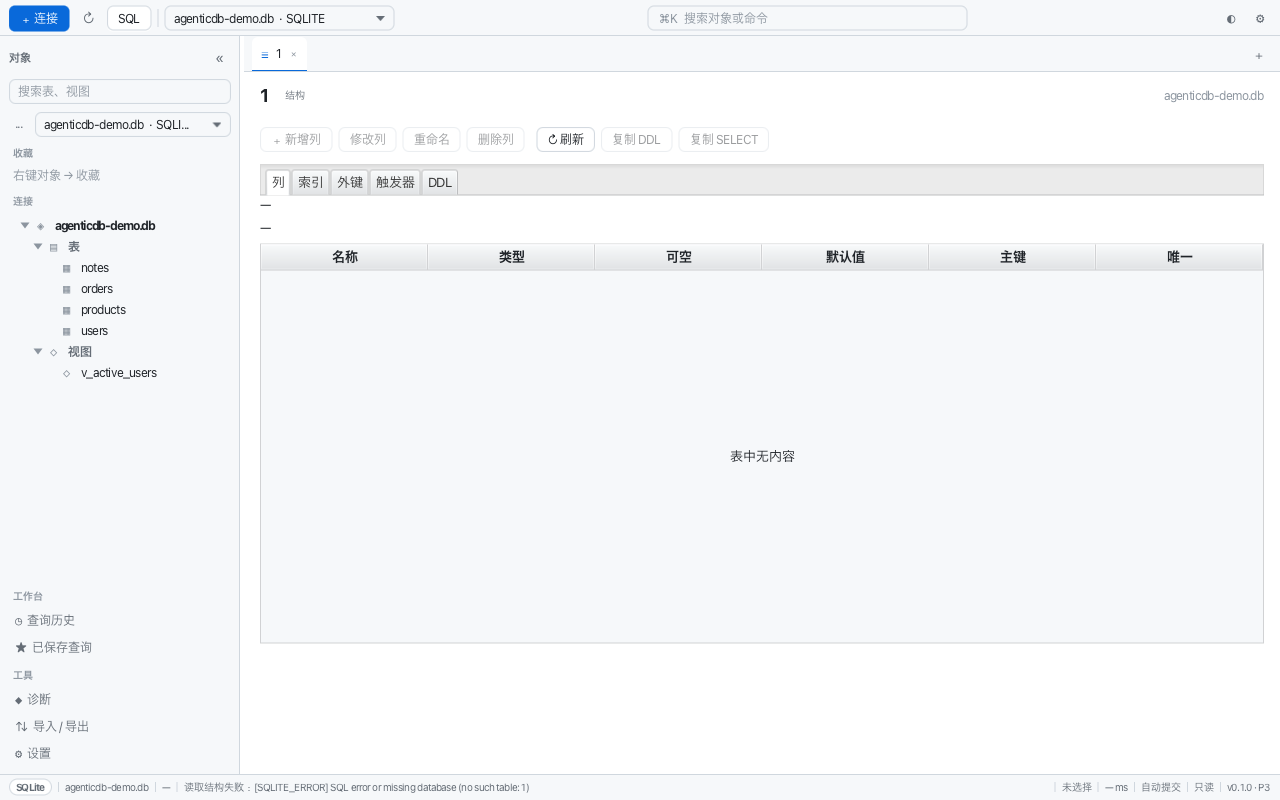 + 连接 SQL agenticdb-demo.db · SQLITE ⌘K 搜索对象或命令
对象 «
搜索表、视图
... agenticdb-demo.db · SQLI...
收藏
右键对象 → 收藏
连接
agenticdb-demo.db
表
notes
orders
products
users
视图
v_active_users
工作台
查询历史
已保存查询
工具
诊断
导入 / 导出
设置
1 × +
1 结构 agenticdb-demo.db
+ 新增列 修改列 重命名 删除列 刷新 复制 DDL 复制 SELECT
列 索引 外键 触发器 DDL
—
—
名称 类型 可空 默认值 主键 唯一
表中无内容
SQLite agenticdb-demo.db — 读取结构失败：[SQLITE_ERROR] SQL error or missing database (no such table: 1) 未选择 — ms 自动提交 只读 v0.1.0 · P3